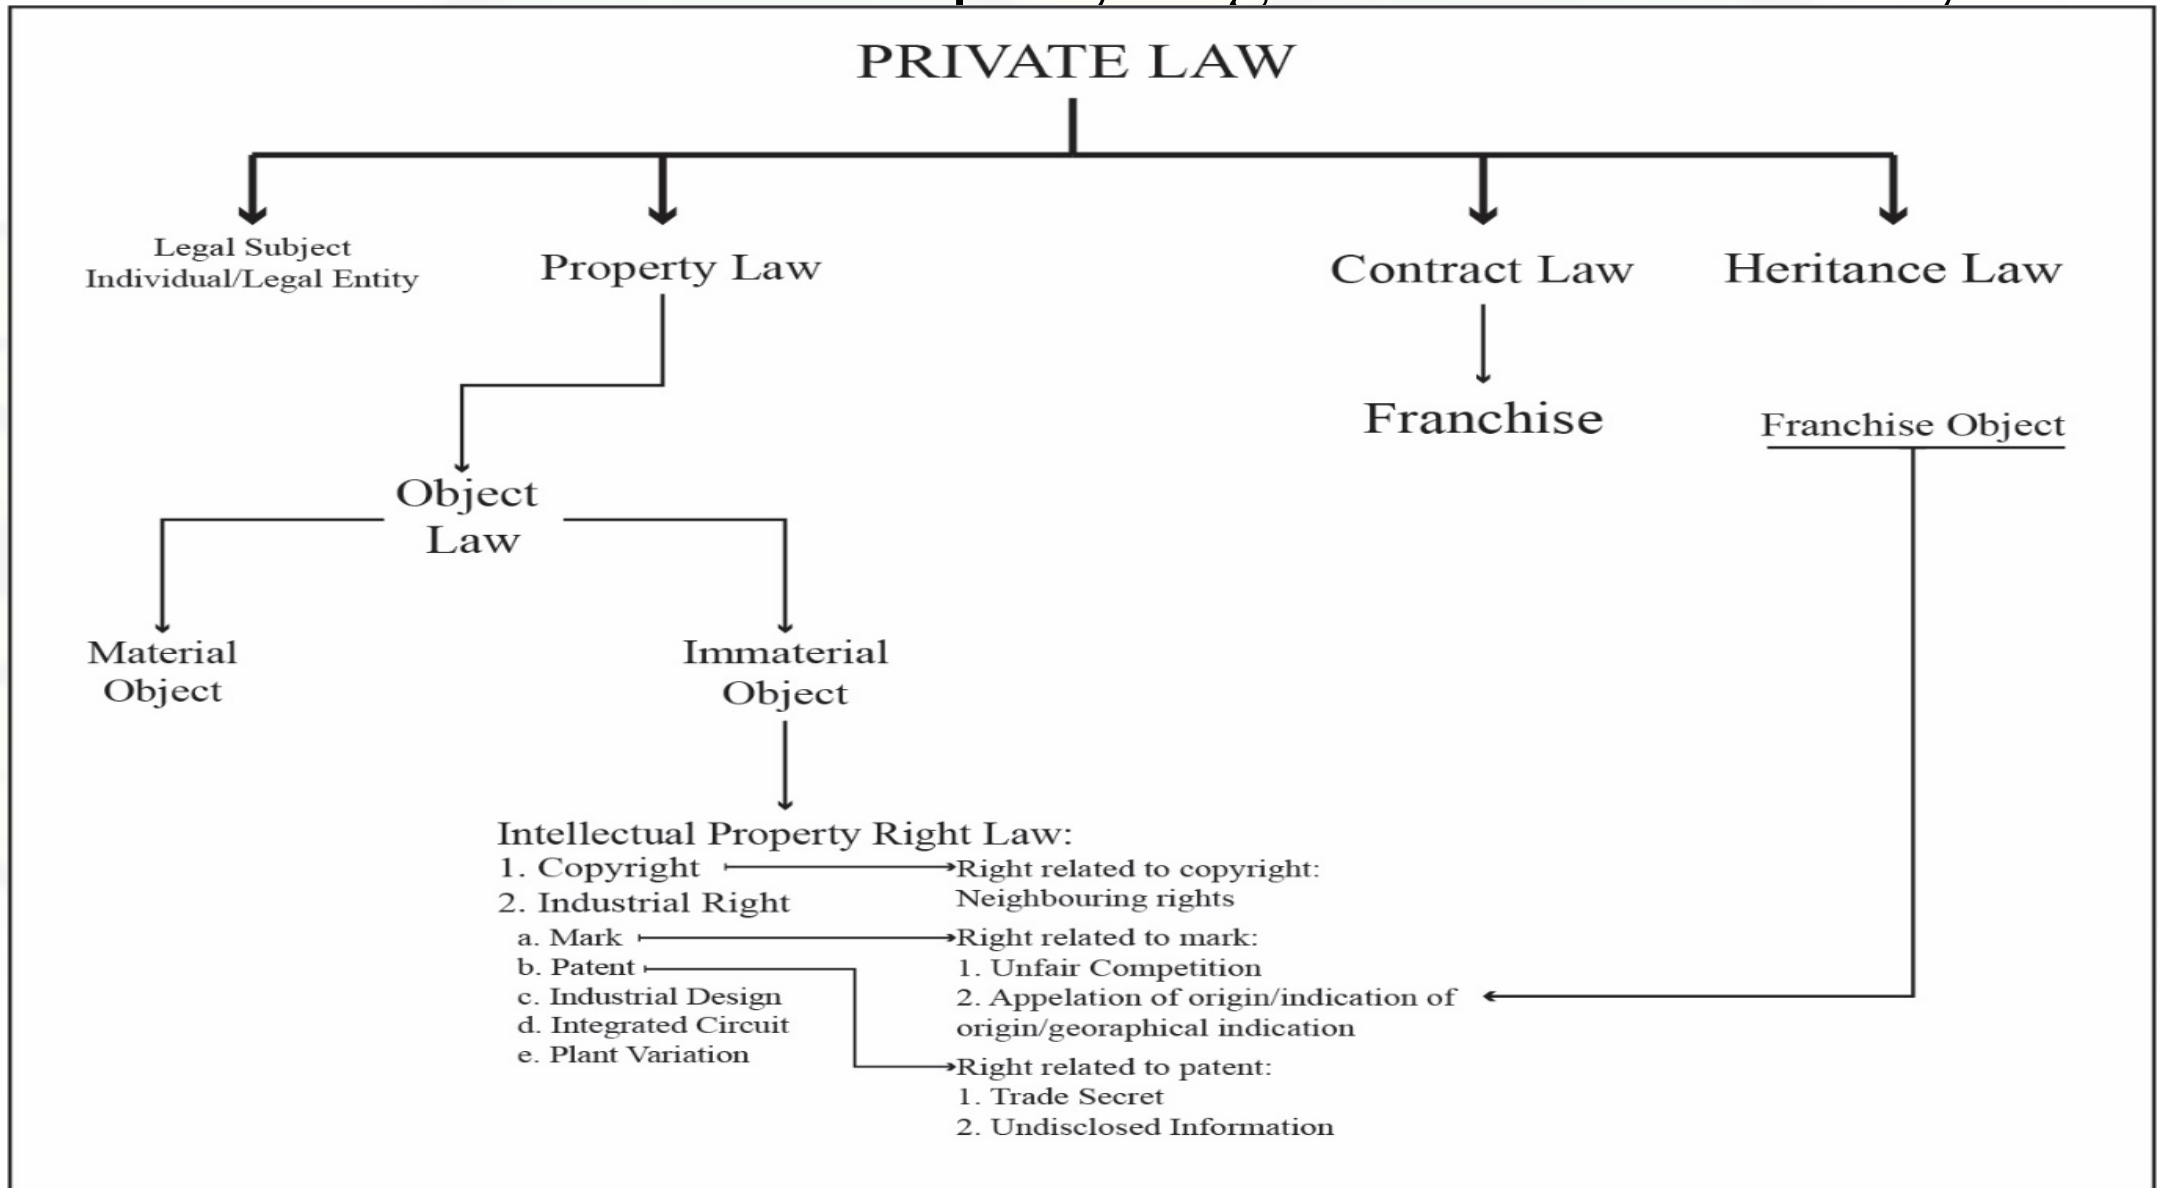 PRIVATE LAW
Legal Subject
Individual/Legal Entity
Property Law
Contract Law
Heritance Law
Franchise
Franchise Object
Object
Law
Material
Object
Immaterial
Object
Intellectual Property Right Law:
1. Copyright
2. Industrial Right
a. Mark
b. Patent
c. Industrial Design
d. Integrated Circuit
e. Plant Variation
Right related to copyright:
Neighbouring rights
Right related to mark:
1. Unfair Competition
2. Appelation of origin/indication of
origin/georaphical indication
Right related to patent:
1. Trade Secret
2. Undisclosed Information